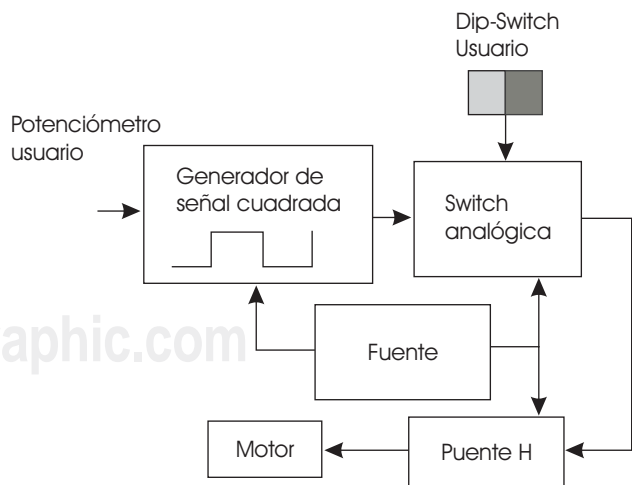 Dip-Switch
Usuario
Potenciómetro
usuario
Generador de
señal cuadrada
Switch
analógica
Fuente
aphic.com
Motor
Puente H